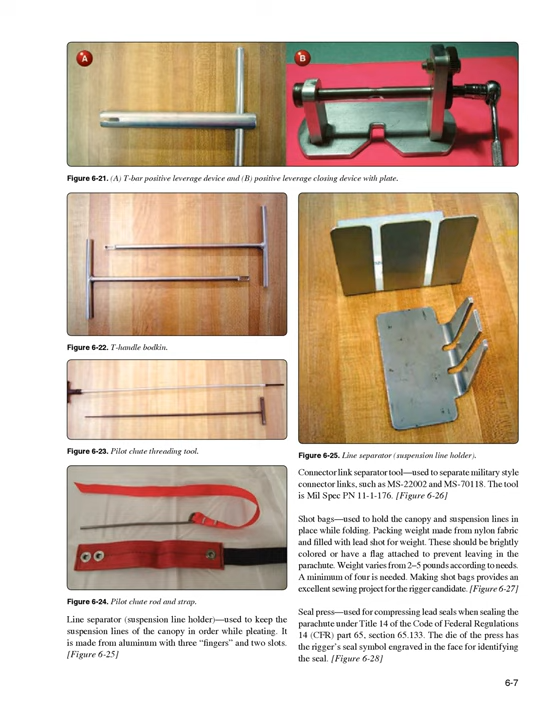 A
B
Figure 6-21. (A) T-bar positive leverage device and (B) positive leverage closing device with plate.
Figure 6-22. T-handle bodkin.
Figure 6-23. Pilot chute threading tool.
Figure 6-24. Pilot chute rod and strap.
Line separator (suspension line holder)—used to keep the
suspension lines of the canopy in order while pleating. It
is made from aluminum with three “fingers” and two slots.
[Figure 6-25]
Figure 6-25. Line separator (suspension line holder).
Connector link separator tool—used to separate military style
connector links, such as MS-22002 and MS-70118. The tool
is Mil Spec PN 11-1-176. [Figure 6-26]
Shot bags—used to hold the canopy and suspension lines in
place while folding. Packing weight made from nylon fabric
and filled with lead shot for weight. These should be brightly
colored or have a flag attached to prevent leaving in the
parachute. Weight varies from 2–5 pounds according to needs.
A minimum of four is needed. Making shot bags provides an
excellent sewing project for the rigger candidate. [Figure 6-27]
Seal press—used for compressing lead seals when sealing the
parachute under Title 14 of the Code of Federal Regulations
14 (CFR) part 65, section 65.133. The die of the press has
the rigger’s seal symbol engraved in the face for identifying
the seal. [Figure 6-28]
6-7